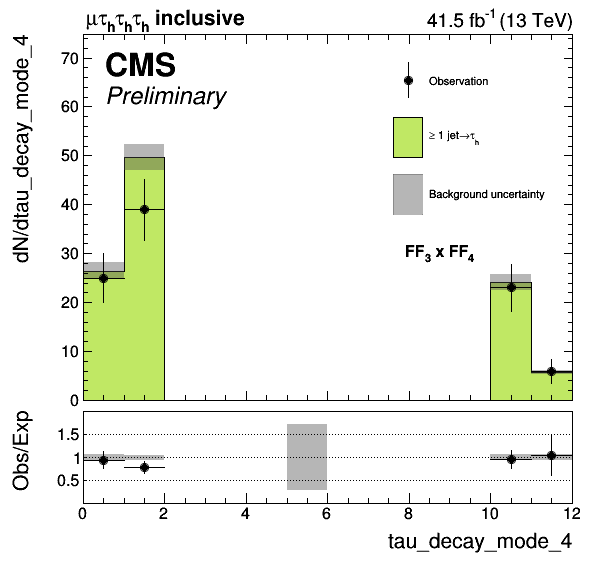 μτₕτₕτₕ inclusive
41.5 fb⁻¹ (13 TeV)
CMS
Preliminary
Observation
≥ 1 jet→τₕ
Background uncertainty
FF₃ x FF₄
dN/dtau_decay_mode_4
70
60
50
40
30
20
10
0
Obs/Exp
1.5
1
0.5
0 2 4 6 8 10 12
tau_decay_mode_4